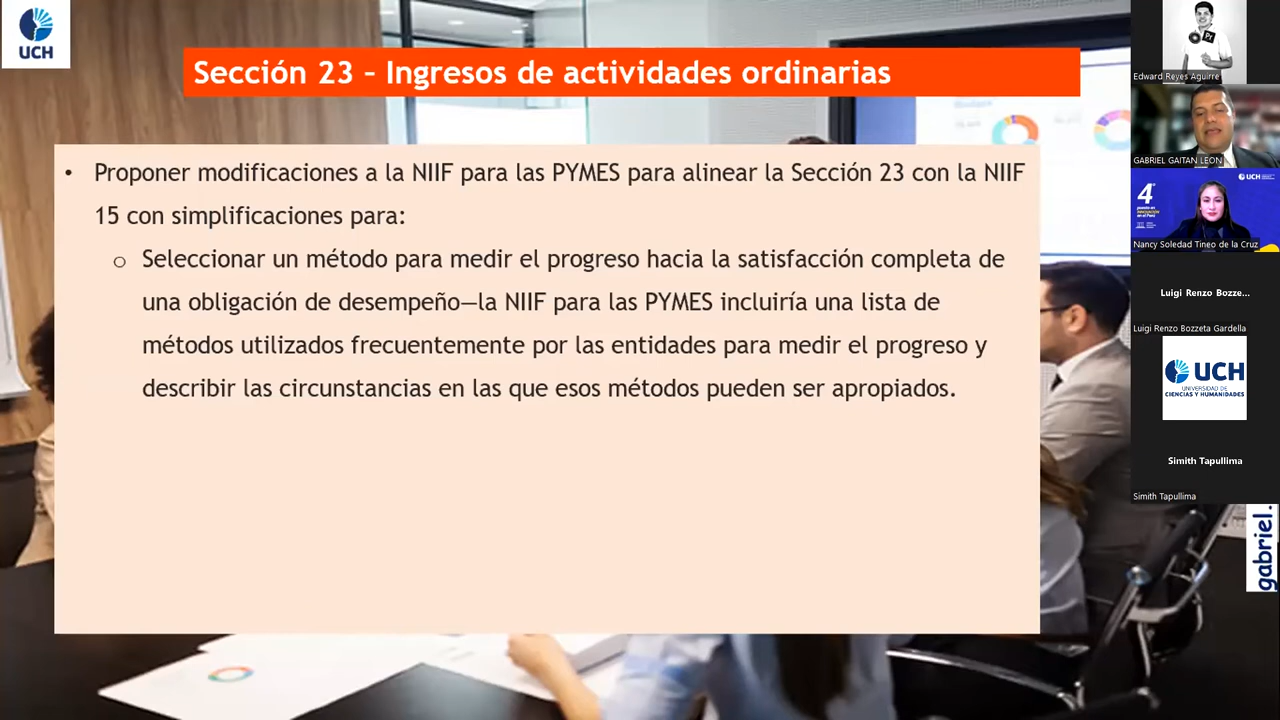 UCH
Sección 23 – Ingresos de actividades ordinarias
• Proponer modificaciones a la NIIF para las PYMES para alinear la Sección 23 con la NIIF
15 con simplificaciones para:
o Seleccionar un método para medir el progreso hacia la satisfacción completa de
una obligación de desempeño—la NIIF para las PYMES incluiría una lista de
métodos utilizados frecuentemente por las entidades para medir el progreso y
describir las circunstancias en las que esos métodos pueden ser apropiados.
Pr
Edward Reyes Aguirre
GABRIEL GAITAN LEON
UCH
4°
Nancy Soledad Tineo de la Cruz
Luigi Renzo Bozze...
Luigi Renzo Bozzeta Gardella
UCH
UNIVERSIDAD DE
CIENCIAS Y HUMANIDADES
Simith Tapullima
Simith Tapullima
gabriel.